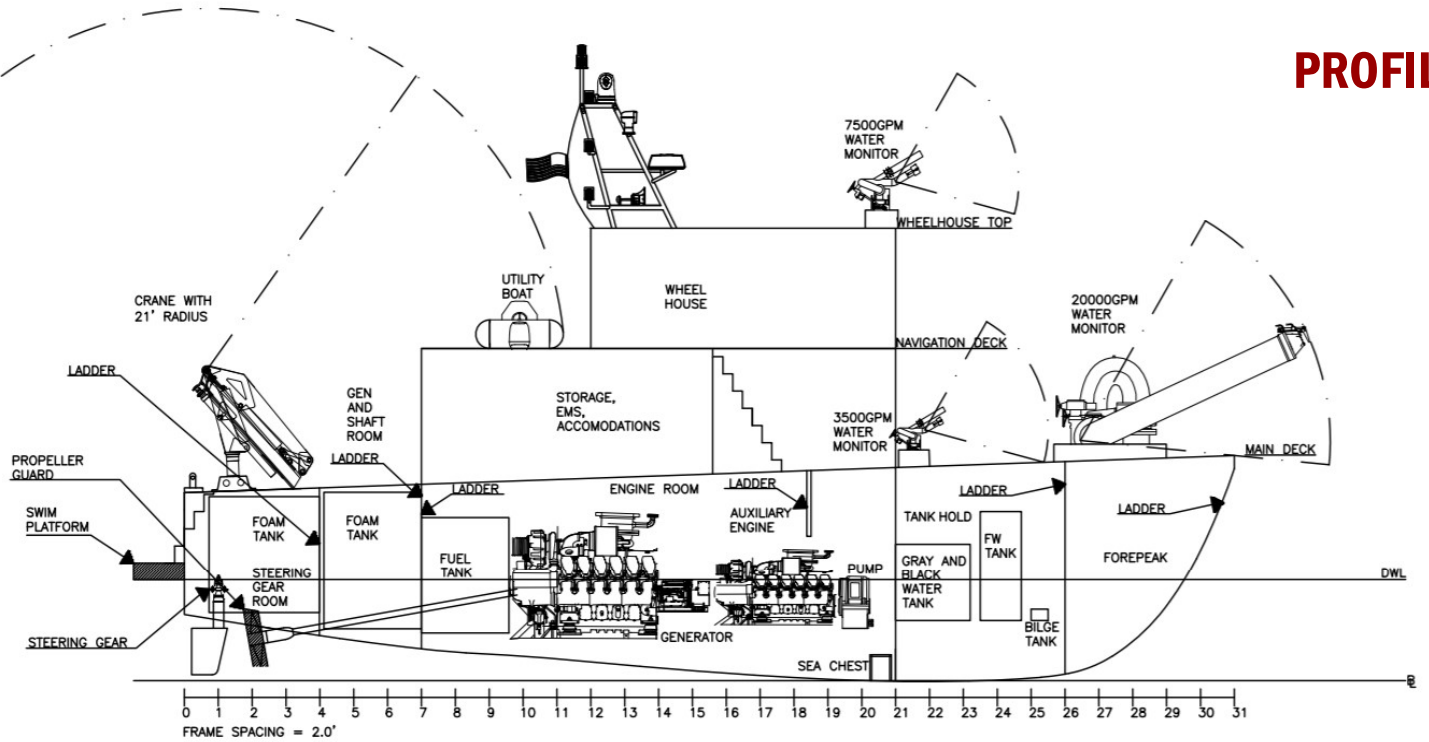 PROFII
7500GPM
WATER
MONITOR
WHEELHOUSE TOP
UTILITY
BOAT
WHEEL
HOUSE
CRANE WITH
21' RADIUS
20000GPM
WATER
MONITOR
NAVIGATION DECK
LADDER
GEN
AND
SHAFT
ROOM
STORAGE,
EMS,
ACCOMODATIONS
3500GPM
WATER
MONITOR
MAIN DECK
PROPELLER
GUARD
LADDER
LADDER
ENGINE ROOM
LADDER
LADDER
LADDER
SWIM
PLATFORM
FOAM
TANK
FOAM
TANK
AUXILIARY
ENGINE
TANK HOLD
FW
TANK
FUEL
TANK
GRAY AND
BLACK
WATER
TANK
FOREPEAK
STEERING
GEAR
ROOM
PUMP
DWL
STEERING GEAR
GENERATOR
BILGE
TANK
SEA CHEST
0 1 2 3 4 5 6 7 8 9 10 11 12 13 14 15 16 17 18 19 20 21 22 23 24 25 26 27 28 29 30 31
FRAME SPACING = 2.0'